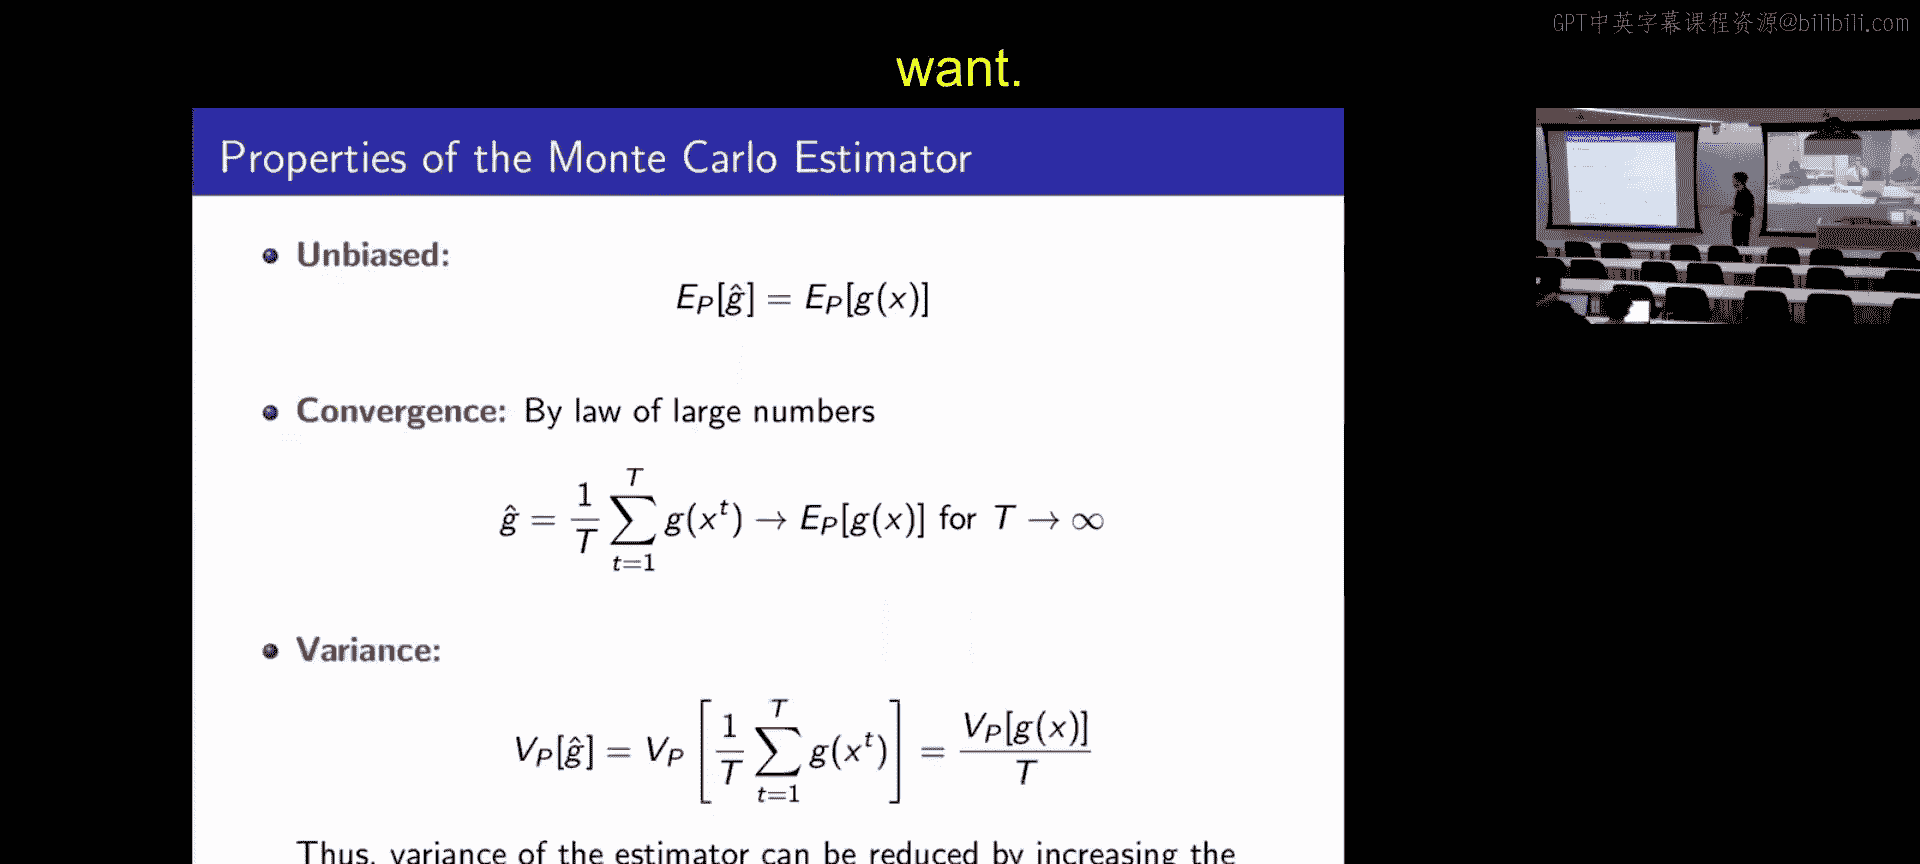 GPT中英字幕课程资源@bilibili.com
want.
Properties of the Monte Carlo Estimator
Unbiased:
E_P[ĝ] = E_P[g(x)]
Convergence: By law of large numbers
ĝ = 1/T ∑_{t=1}^{T} g(x^t) → E_P[g(x)] for T → ∞
Variance:
V_P[ĝ] = V_P [1/T ∑_{t=1}^{T} g(x^t)] = V_P[g(x)]/T
Thus, variance of the estimator can be reduced by increasing the